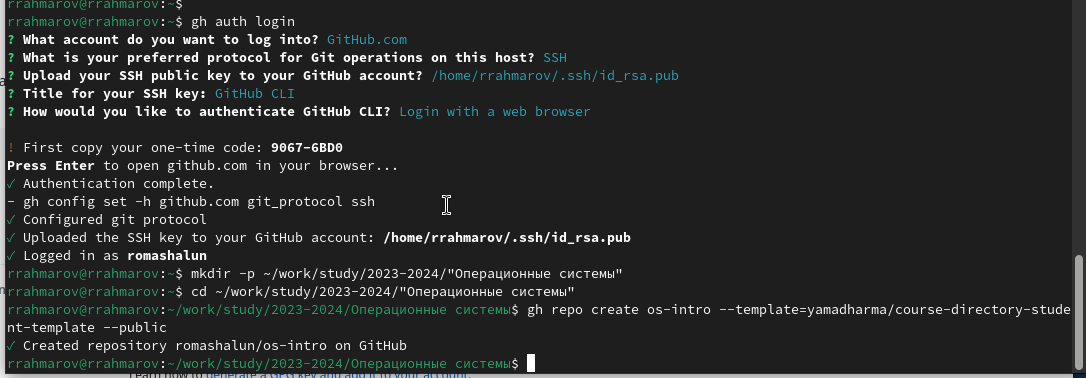 rrahmarov@rrahmarov:~$
rrahmarov@rrahmarov:~$ gh auth login
? What account do you want to log into? GitHub.com
? What is your preferred protocol for Git operations on this host? SSH
? Upload your SSH public key to your GitHub account? /home/rrahmarov/.ssh/id_rsa.pub
? Title for your SSH key: GitHub CLI
? How would you like to authenticate GitHub CLI? Login with a web browser
! First copy your one-time code: 9067-6BD0
Press Enter to open github.com in your browser...
✓ Authentication complete.
- gh config set -h github.com git_protocol ssh
✓ Configured git protocol
✓ Uploaded the SSH key to your GitHub account: /home/rrahmarov/.ssh/id_rsa.pub
✓ Logged in as romashalun
rrahmarov@rrahmarov:~$ mkdir -p ~/work/study/2023-2024/"Операционные системы"
rrahmarov@rrahmarov:~$ cd ~/work/study/2023-2024/"Операционные системы"
rrahmarov@rrahmarov:~/work/study/2023-2024/Операционные системы$ gh repo create os-intro --template=yamadharma/course-directory-stude
nt-template --public
✓ Created repository romashalun/os-intro on GitHub
rrahmarov@rrahmarov:~/work/study/2023-2024/Операционные системы$